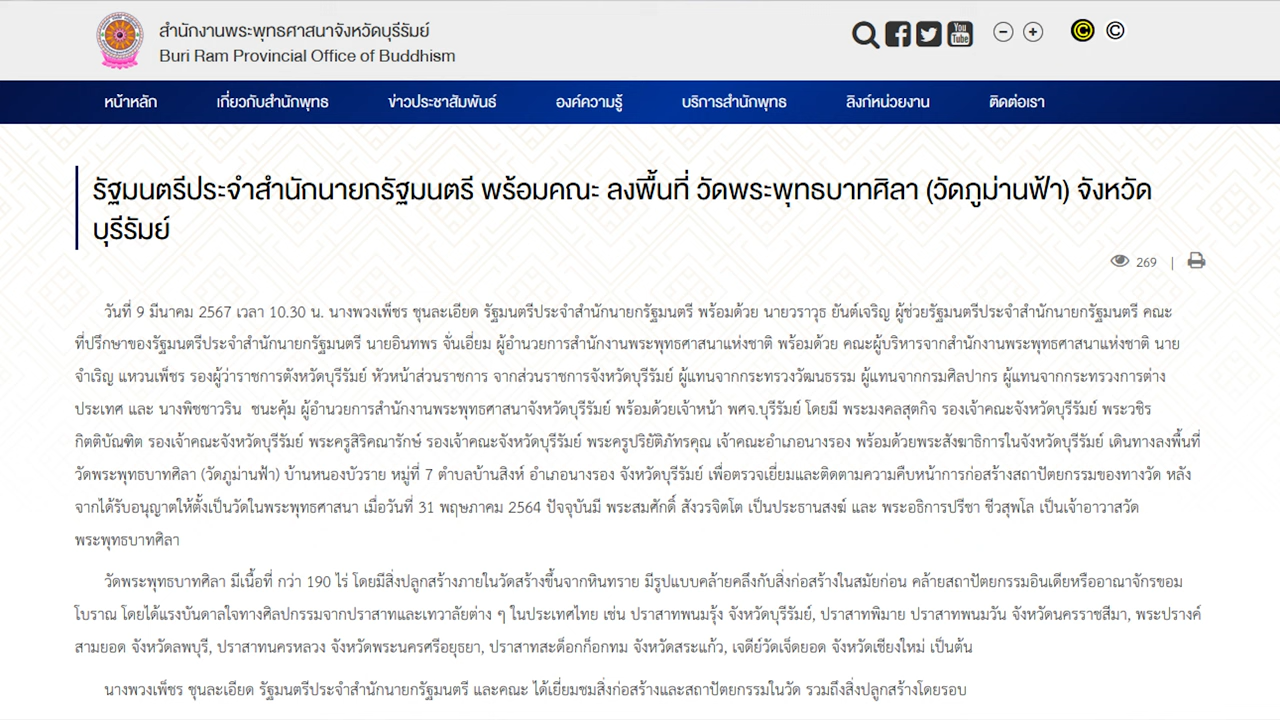 สำนักงานพระพุทธศาสนาจังหวัดบุรีรัมย์
Buri Ram Provincial Office of Buddhism
You
Tube
หน้าหลัก เกี่ยวกับสำนักพุทธ ข่าวประชาสัมพันธ์ องค์ความรู้ บริการสำนักพุทธ ลิงก์หน่วยงาน ติดต่อเรา
รัฐมนตรีประจำสำนักนายกรัฐมนตรี พร้อมคณะ ลงพื้นที่ วัดพระพุทธบาทศิลา (วัดภูม่านฟ้า) จังหวัด
บุรีรัมย์
269 |
วันที่ 9 มีนาคม 2567 เวลา 10.30 น. นางพวงเพ็ชร ชุนละเอียด รัฐมนตรีประจำสำนักนายกรัฐมนตรี พร้อมด้วย นายวราวุธ ยันต์เจริญ ผู้ช่วยรัฐมนตรีประจำสำนักนายกรัฐมนตรี คณะ
ที่ปรึกษาของรัฐมนตรีประจำสำนักนายกรัฐมนตรี นายอินทพร จั่นเอี่ยม ผู้อำนวยการสำนักงานพระพุทธศาสนาแห่งชาติ พร้อมด้วย คณะผู้บริหารจากสำนักงานพระพุทธศาสนาแห่งชาติ นาย
จำเริญ แหวนเพ็ชร รองผู้ว่าราชการตังหวัดบุรีรัมย์ หัวหน้าส่วนราชการ จากส่วนราชการจังหวัดบุรีรัมย์ ผู้แทนจากกระทรวงวัฒนธรรม ผู้แทนจากกรมศิลปากร ผู้แทนจากกระทรวงการต่าง
ประเทศ และ นางพิชชาวริน ชนะคุ้ม ผู้อำนวยการสำนักงานพระพุทธศาสนาจังหวัดบุรีรัมย์ พร้อมด้วยเจ้าหน้า พศจ.บุรีรัมย์ โดยมี พระมงคลสุตกิจ รองเจ้าคณะจังหวัดบุรีรัมย์ พระวชิร
กิตติบัณฑิต รองเจ้าคณะจังหวัดบุรีรัมย์ พระครูสิริคณารักษ์ รองเจ้าคณะจังหวัดบุรีรัมย์ พระครูปริยัติภัทรคุณ เจ้าคณะอำเภอนางรอง พร้อมด้วยพระสังฆาธิการในจังหวัดบุรีรัมย์ เดินทางลงพื้นที่
วัดพระพุทธบาทศิลา (วัดภูม่านฟ้า) บ้านหนองบัวราย หมู่ที่ 7 ตำบลบ้านสิงห์ อำเภอนางรอง จังหวัดบุรีรัมย์ เพื่อตรวจเยี่ยมและติดตามความคืบหน้าการก่อสร้างสถาปัตยกรรมของทางวัด หลัง
จากได้รับอนุญาตให้ตั้งเป็นวัดในพระพุทธศาสนา เมื่อวันที่ 31 พฤษภาคม 2564 ปัจจุบันมี พระสมศักดิ์ สังวรจิตโต เป็นประธานสงฆ์ และ พระอธิการปรีชา ชีวสุพโล เป็นเจ้าอาวาสวัด
พระพุทธบาทศิลา
วัดพระพุทธบาทศิลา มีเนื้อที่ กว่า 190 ไร่ โดยมีสิ่งปลูกสร้างภายในวัดสร้างขึ้นจากหินทราย มีรูปแบบคล้ายคลึงกับสิ่งก่อสร้างในสมัยก่อน คล้ายสถาปัตยกรรมอินเดียหรืออาณาจักรขอม
โบราณ โดยได้แรงบันดาลใจทางศิลปกรรมจากปราสาทและเทวาลัยต่าง ๆ ในประเทศไทย เช่น ปราสาทพนมรุ้ง จังหวัดบุรีรัมย์, ปราสาทพิมาย ปราสาทพนมวัน จังหวัดนครราชสีมา, พระปรางค์
สามยอด จังหวัดลพบุรี, ปราสาทนครหลวง จังหวัดพระนครศรีอยุธยา, ปราสาทสะด็อกก็อกทม จังหวัดสระแก้ว, เจดีย์วัดเจ็ดยอด จังหวัดเชียงใหม่ เป็นต้น
นางพวงเพ็ชร ชุนละเอียด รัฐมนตรีประจำสำนักนายกรัฐมนตรี และคณะ ได้เยี่ยมชมสิ่งก่อสร้างและสถาปัตยกรรมในวัด รวมถึงสิ่งปลูกสร้างโดยรอบ